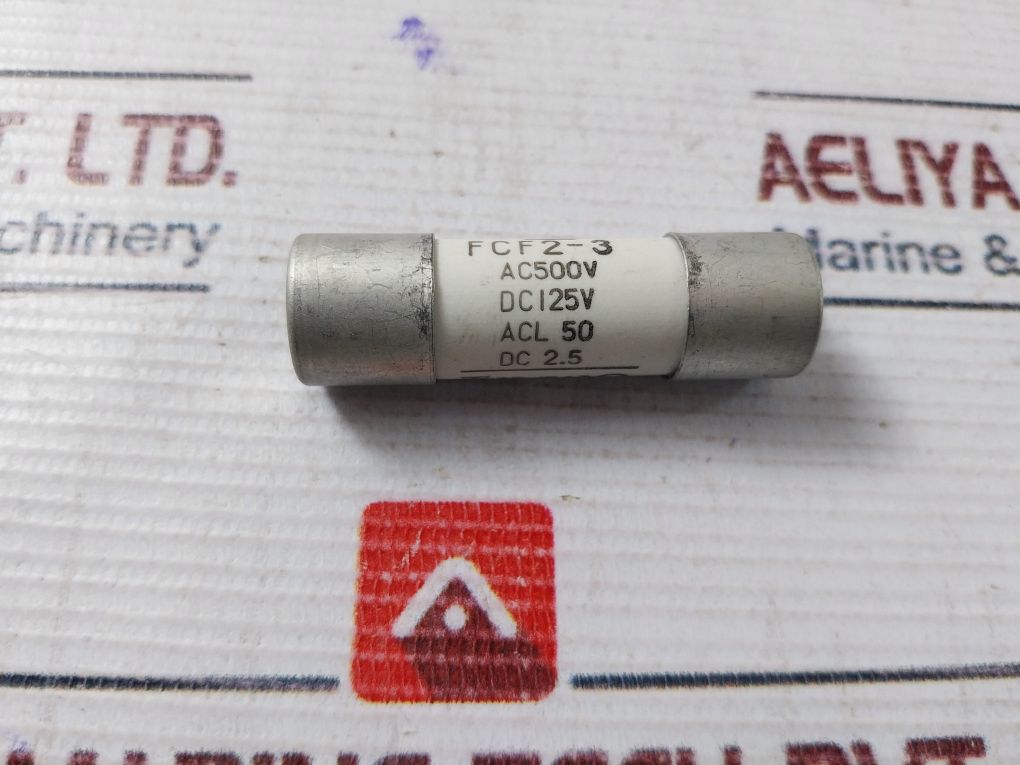 T. LTD.
AELIYA
chinery
Marine &
FCF2-3
AC500V
DC125V
ACL 50
DC 2.5